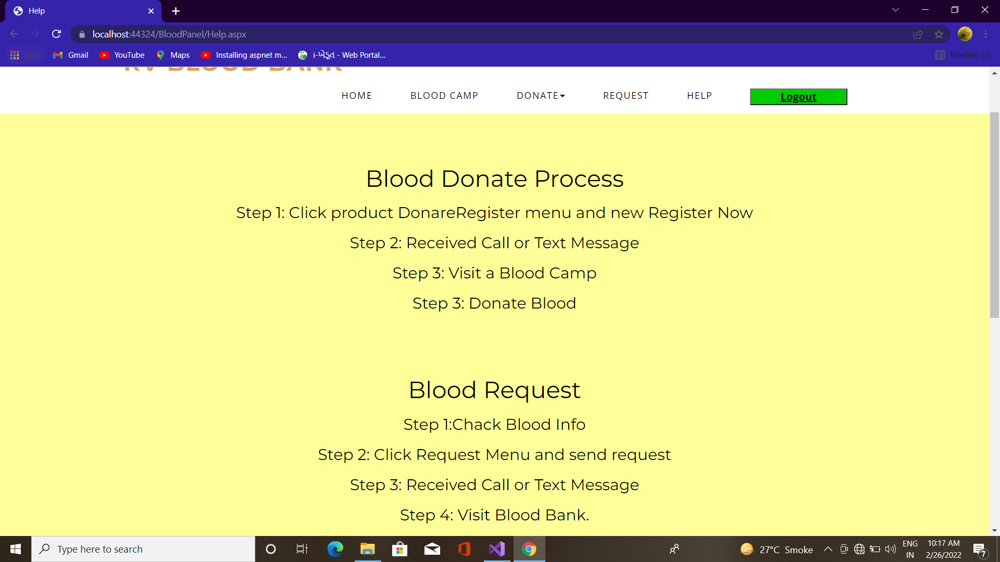 Help
localhost:44324/BloodPanel/Help.aspx
Apps
Gmail
YouTube
Maps
Installing aspnet m...
i-ખેડૂત - Web Portal...
Reading list
RV BLOOD BANK
HOME
BLOOD CAMP
DONATE
REQUEST
HELP
Logout
Blood Donate Process
Step 1: Click product DonareRegister menu and new Register Now
Step 2: Received Call or Text Message
Step 3: Visit a Blood Camp
Step 3: Donate Blood
Blood Request
Step 1:Chack Blood Info
Step 2: Click Request Menu and send request
Step 3: Received Call or Text Message
Step 4: Visit Blood Bank.
Type here to search
27°C Smoke
ENG
IN
10:17 AM
2/26/2022
7